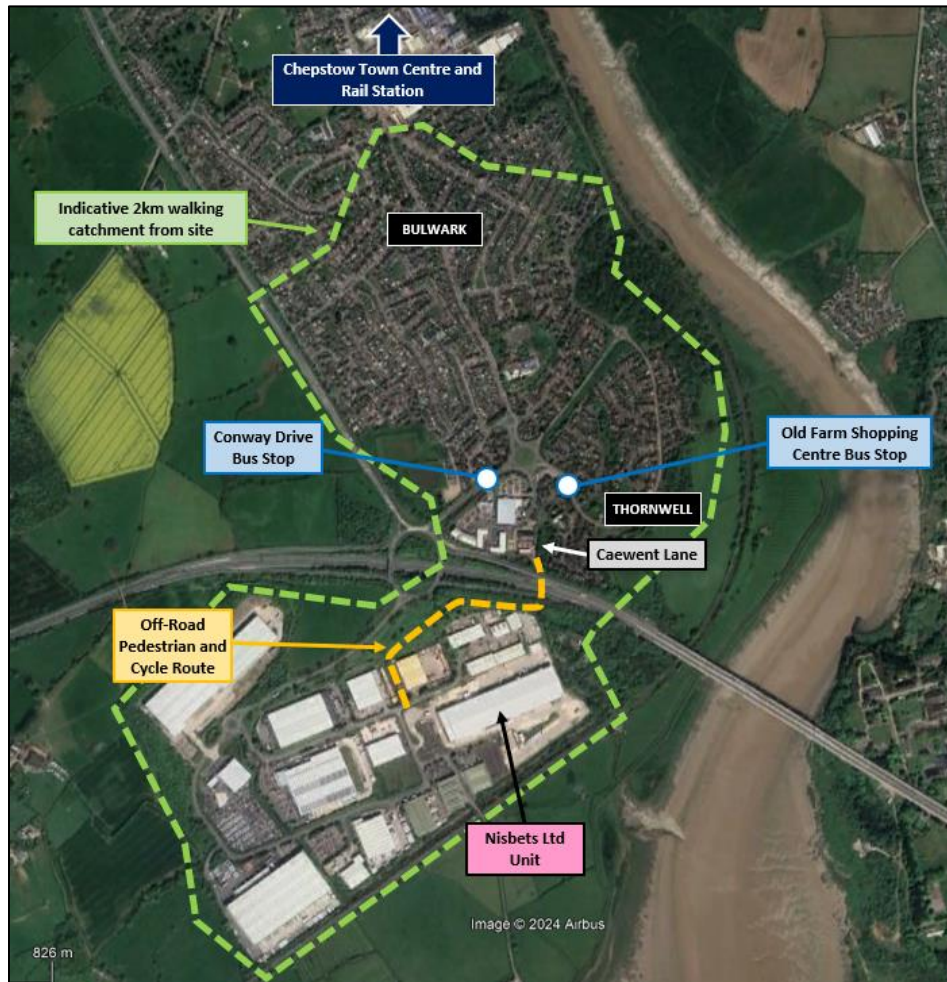 Chepstow Town Centre and
Rail Station
Indicative 2km walking
catchment from site
BULWARK
Conway Drive
Bus Stop
Old Farm Shopping
Centre Bus Stop
THORNWELL
Caewent Lane
Off-Road
Pedestrian and
Cycle Route
Nisbets Ltd
Unit
Image © 2024 Airbus
826 m